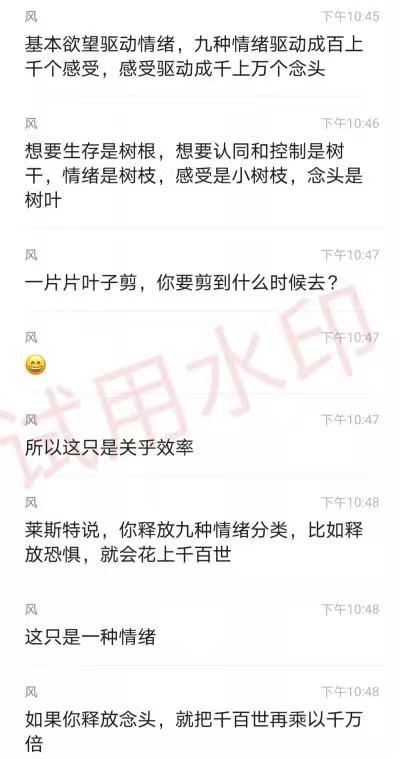 风 下午10:45
基本欲望驱动情绪，九种情绪驱动成百上
千个感受，感受驱动成千上万个念头
风 下午10:46
想要生存是树根，想要认同和控制是树
干，情绪是树枝，感受是小树枝，念头是
树叶
风 下午10:47
一片片叶子剪，你要剪到什么时候去？
风 下午10:47
😄
风 下午10:47
所以这只是关乎效率
风 下午10:48
莱斯特说，你释放九种情绪分类，比如释
放恐惧，就会花上千百世
风 下午10:48
这只是一种情绪
风 下午10:48
如果你释放念头，就把千百世再乘以千万
倍
试用水印